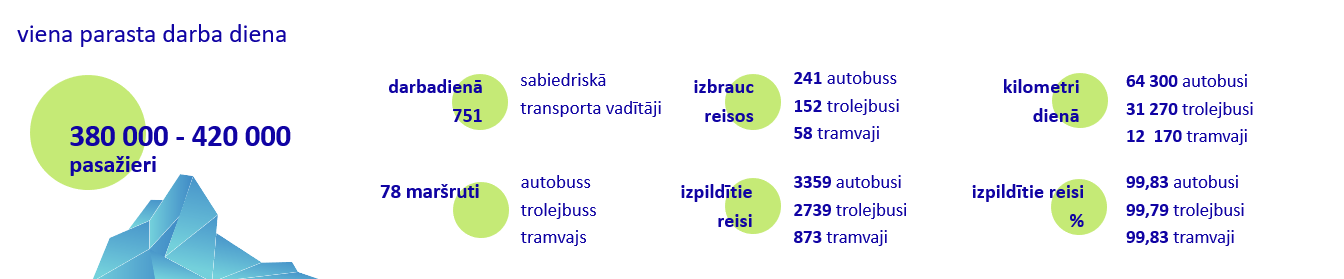 viena parasta darba diena
380 000 - 420 000
pasažieri
darbadienā
751
sabiedriskā
transporta vadītāji
izbrauc
reisos
241 autobuss
152 trolejbusi
58 tramvaji
kilometri
dienā
64 300 autobusi
31 270 trolejbusi
12 170 tramvaji
78 maršruti
autobuss
trolejbuss
tramvajs
izpildītie
reisi
3359 autobusi
2739 trolejbusi
873 tramvaji
izpildītie reisi
%
99,83 autobusi
99,79 trolejbusi
99,83 tramvaji